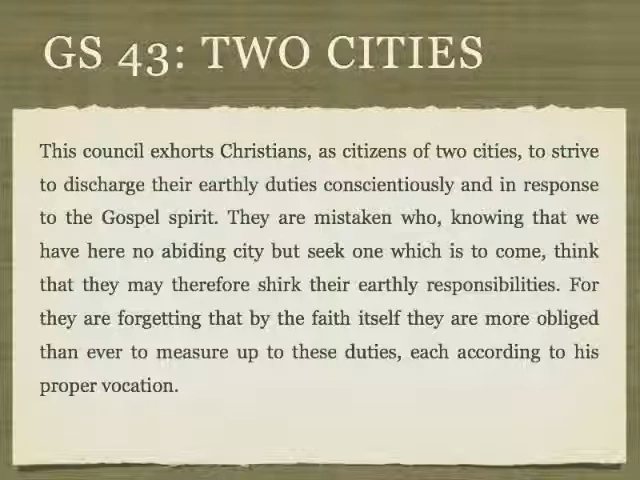 GS 43: TWO CITIES
This council exhorts Christians, as citizens of two cities, to strive
to discharge their earthly duties conscientiously and in response
to the Gospel spirit. They are mistaken who, knowing that we
have here no abiding city but seek one which is to come, think
that they may therefore shirk their earthly responsibilities. For
they are forgetting that by the faith itself they are more obliged
than ever to measure up to these duties, each according to his
proper vocation.